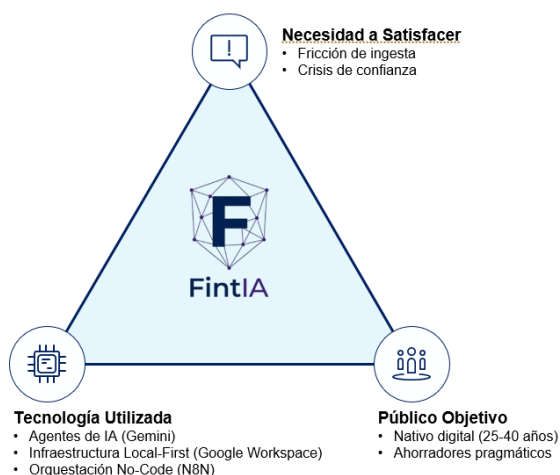 Necesidad a Satisfacer
• Fricción de ingesta
• Crisis de confianza
!
F
FintIA
Tecnología Utilizada
• Agentes de IA (Gemini)
• Infraestructura Local-First (Google Workspace)
• Orquestación No-Code (N8N)
Público Objetivo
• Nativo digital (25-40 años)
• Ahorradores pragmáticos